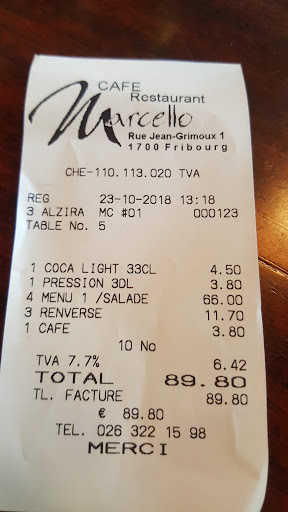 CAFE
Restaurant
Marcello
Rue Jean-Grimoux 1
1700 Fribourg
CHE-110.113.020 TVA
REG 23-10-2018 13:18
3 ALZIRA MC #01 000123
TABLE No. 5
1 COCA LIGHT 33CL 4.50
1 PRESSION 30L 3.80
4 MENU 1 /SALADE 66.00
3 RENVERSE 11.70
1 CAFE 3.80
10 No
TVA 7.7% 6.42
TOTAL 89.80
TL. FACTURE 89.80
€ 89.80
TEL. 026 322 15 98
MERCI